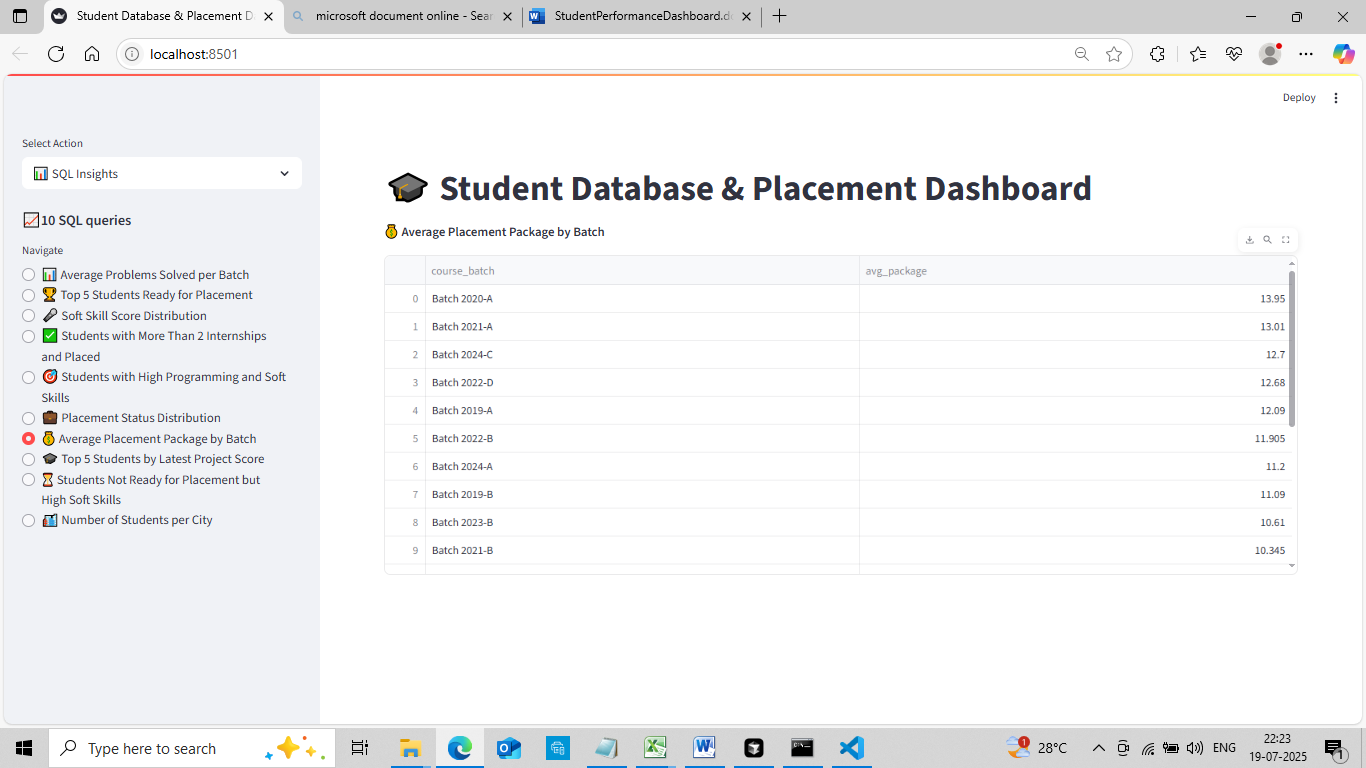 Student Database & Placement D
microsoft document online - Sear
StudentPerformanceDashboard.do
localhost:8501
Deploy
Select Action
📊 SQL Insights
📈10 SQL queries
Navigate
📊 Average Problems Solved per Batch
🏆 Top 5 Students Ready for Placement
🎤 Soft Skill Score Distribution
✅ Students with More Than 2 Internships
and Placed
🎯 Students with High Programming and Soft
Skills
💼 Placement Status Distribution
💰 Average Placement Package by Batch
🎓 Top 5 Students by Latest Project Score
⏳ Students Not Ready for Placement but
High Soft Skills
🏙️ Number of Students per City
🎓 Student Database & Placement Dashboard
💰 Average Placement Package by Batch
course_batch avg_package
0 Batch 2020-A 13.95
1 Batch 2021-A 13.01
2 Batch 2024-C 12.7
3 Batch 2022-D 12.68
4 Batch 2019-A 12.09
5 Batch 2022-B 11.905
6 Batch 2024-A 11.2
7 Batch 2019-B 11.09
8 Batch 2023-B 10.61
9 Batch 2021-B 10.345
Type here to search
1
28°C
ENG
22:23
19-07-2025
1